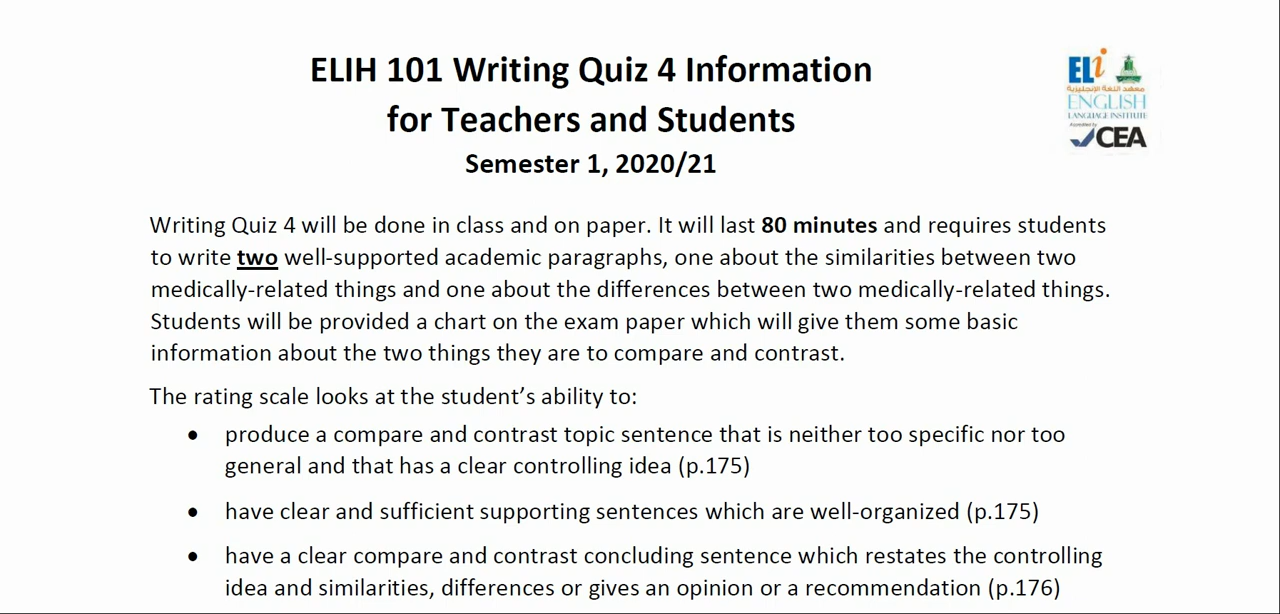 ELIH 101 Writing Quiz 4 Information
for Teachers and Students
Semester 1, 2020/21
ELi
معهد اللغة الإنجليزية
ENGLISH
LANGUAGE INSTITUTE
Accredited by
CEA
Writing Quiz 4 will be done in class and on paper. It will last 80 minutes and requires students
to write two well-supported academic paragraphs, one about the similarities between two
medically-related things and one about the differences between two medically-related things.
Students will be provided a chart on the exam paper which will give them some basic
information about the two things they are to compare and contrast.
The rating scale looks at the student’s ability to:
• produce a compare and contrast topic sentence that is neither too specific nor too
general and that has a clear controlling idea (p.175)
• have clear and sufficient supporting sentences which are well-organized (p.175)
• have a clear compare and contrast concluding sentence which restates the controlling
idea and similarities, differences or gives an opinion or a recommendation (p.176)